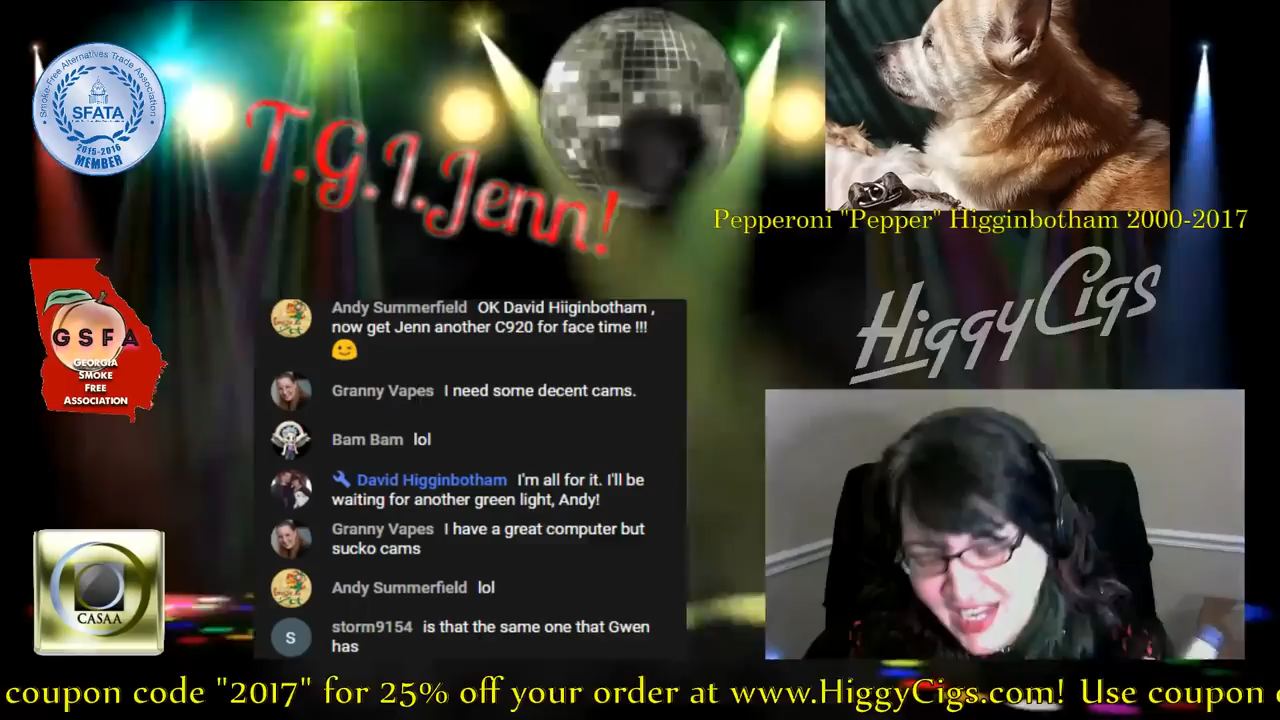 Smoke-Free Alternatives Trade Association
SFATA
2015-2016
MEMBER
T.G.I.Jenn!
Pepperoni "Pepper" Higginbotham 2000-2017
HiggyCigs
GSFA
GEORGIA
SMOKE
FREE
ASSOCIATION
CASAA
Andy Summerfield OK David Hiiginbotham ,
now get Jenn another C920 for face time !!!
Granny Vapes I need some decent cams.
Bam Bam lol
David Higginbotham I'm all for it. I'll be
waiting for another green light, Andy!
Granny Vapes I have a great computer but
sucko cams
Andy Summerfield lol
S
storm9154 is that the same one that Gwen
has
coupon code "2017" for 25% off your order at www.HiggyCigs.com! Use coupon